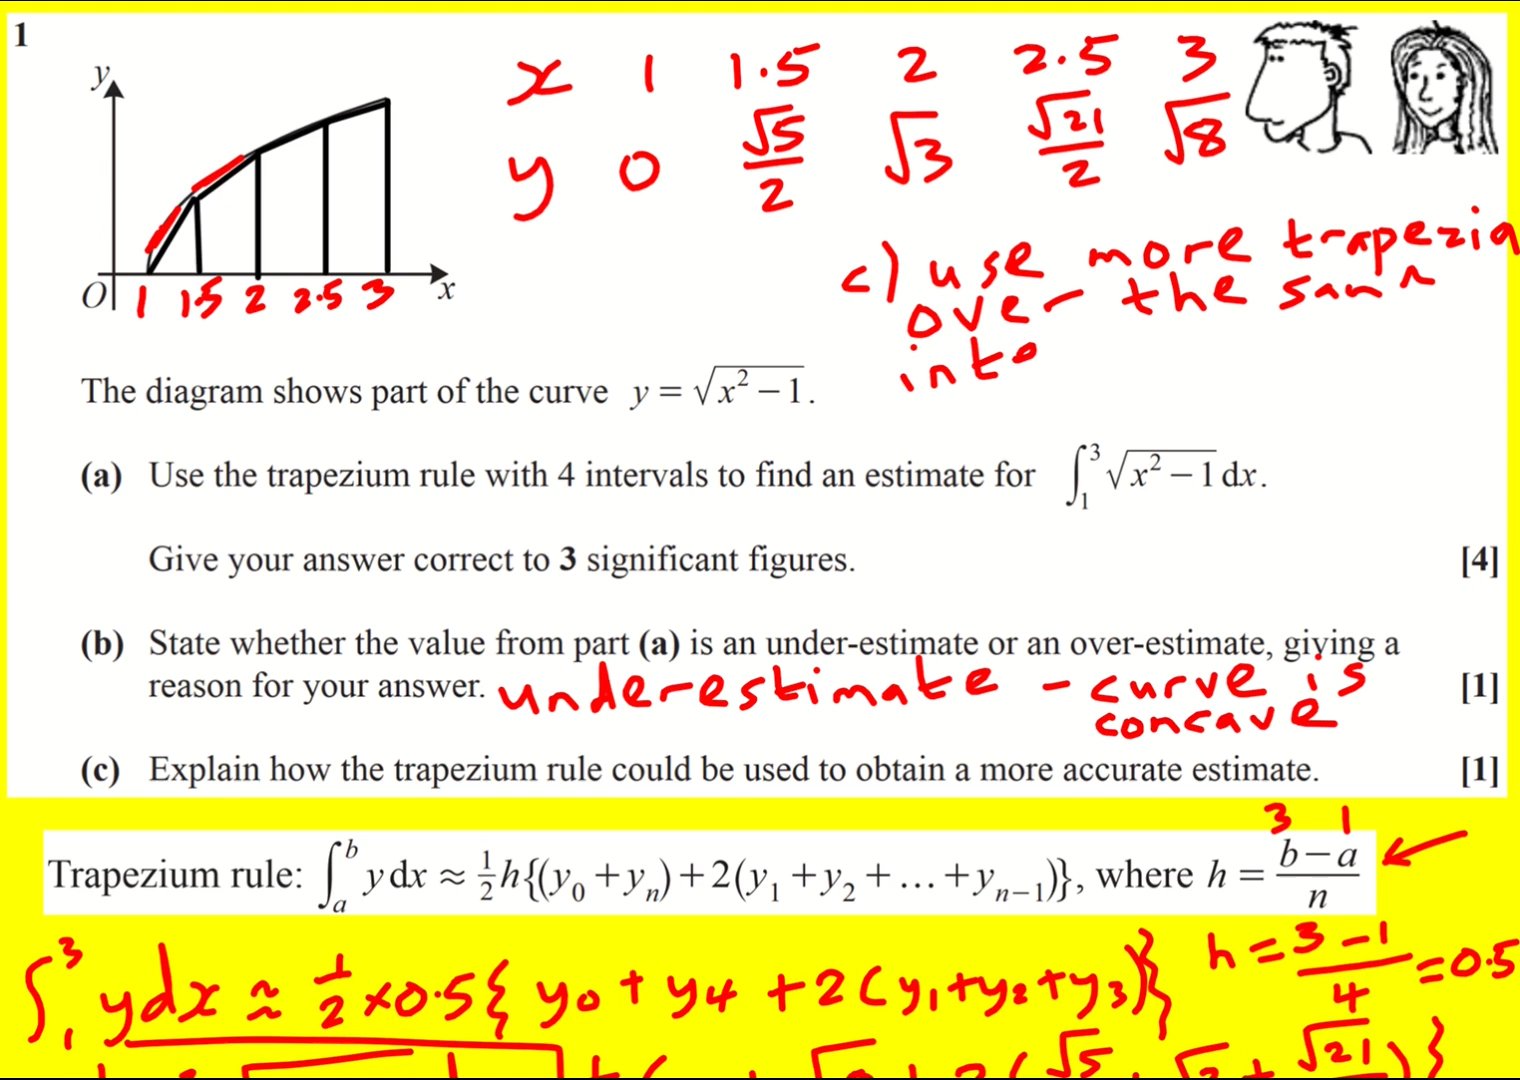 1
x 1 1.5 2 2.5 3
y 0 √5/2 √3 √21/2 √8
y
O 1 1.5 2 2.5 3 x
c) use more trapezia
over the sam
into
The diagram shows part of the curve y = √(x² – 1).
(a) Use the trapezium rule with 4 intervals to find an estimate for ∫₁³ √(x² – 1) dx.
Give your answer correct to 3 significant figures. [4]
(b) State whether the value from part (a) is an under-estimate or an over-estimate, giving a
reason for your answer. [1]
underestimate - curve is
concave
(c) Explain how the trapezium rule could be used to obtain a more accurate estimate. [1]
3 1
Trapezium rule: ∫ₐᵇ y dx ≈ ½h{(y₀ + yₙ) + 2(y₁ + y₂ + … + yₙ₋₁)}, where h = (b – a)/n
∫₁³ ydx ≈ ½ × 0.5{ y₀ + y₄ + 2(y₁ + y₂ + y₃)} h = (3 – 1)/4 = 0.5
√5 √21 )}